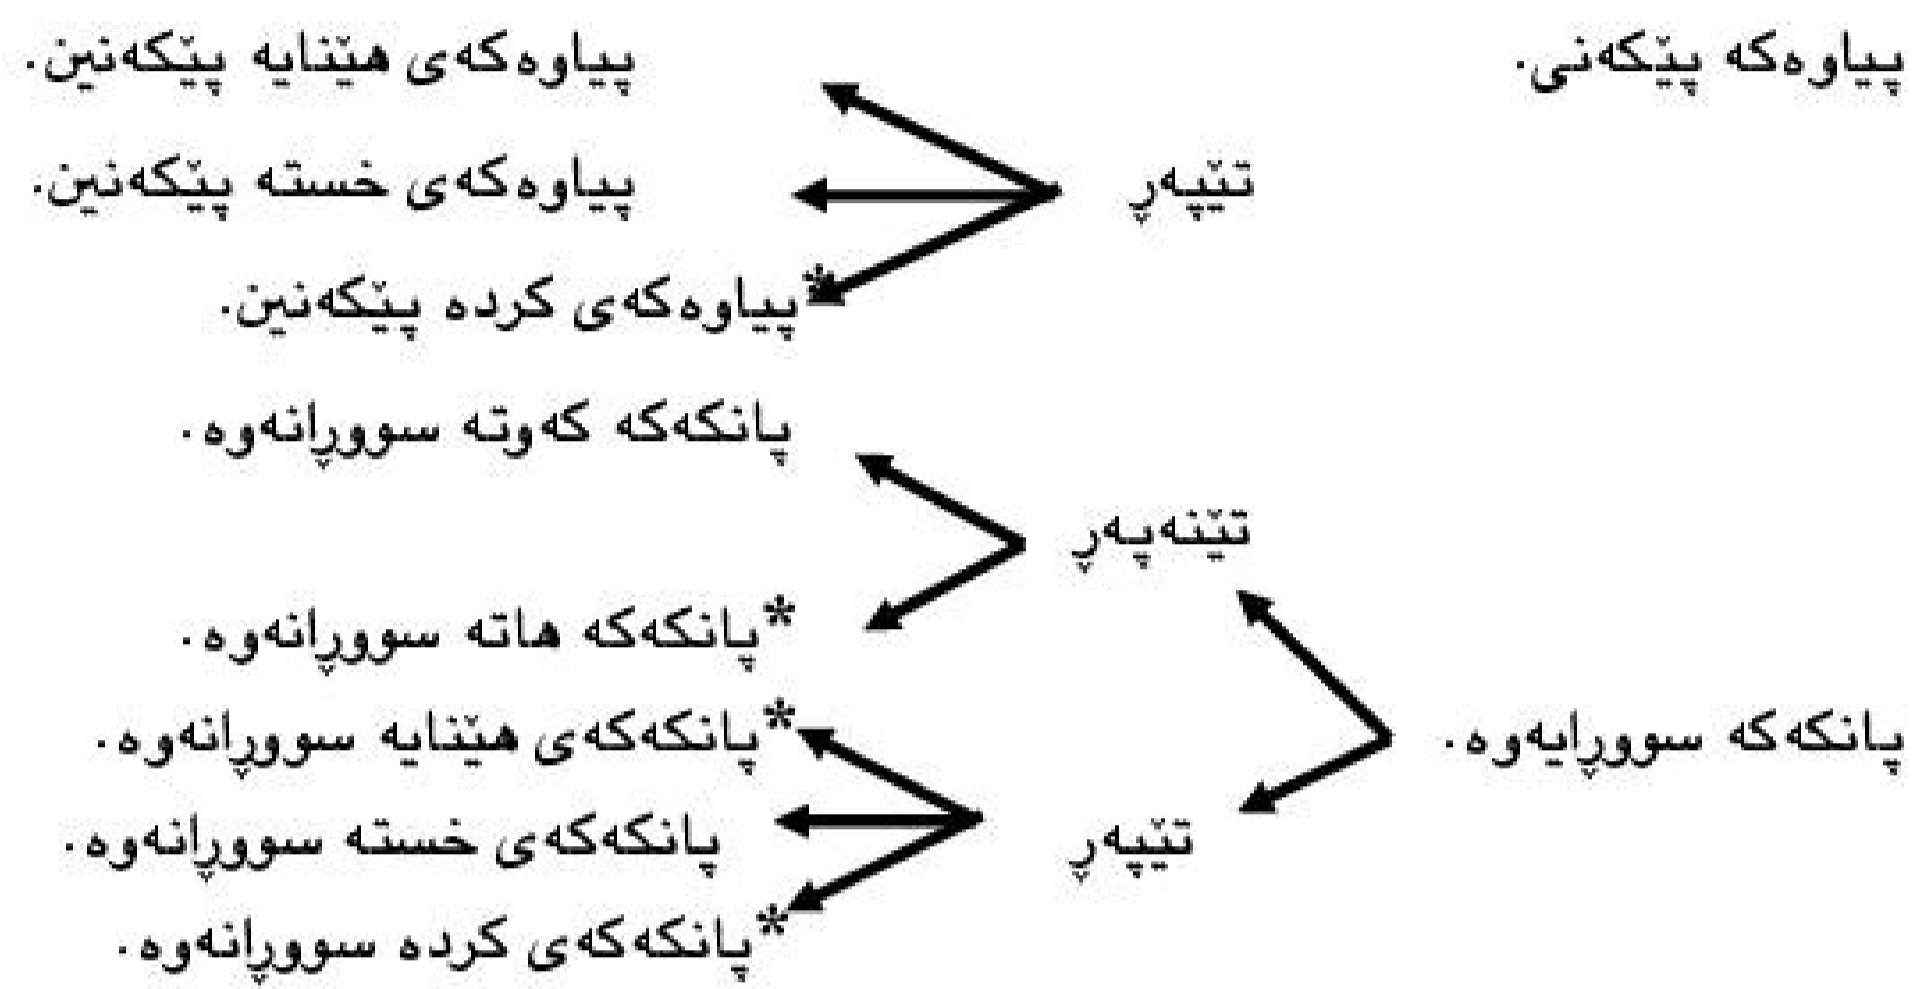 پیاوەکە پێکەنی.
پیاوەکەی هێنایە پێکەنین.
تێپەڕ
پیاوەکەی خستە پێکەنین.
*پیاوەکەی کردە پێکەنین.
پانکەکە کەوتە سووڕانەوە.
تێنەپەڕ
*پانکەکە هاتە سووڕانەوە.
پانکەکە سووڕایەوە.
*پانکەکەی هێنایە سووڕانەوە.
تێپەڕ
پانکەکەی خستە سووڕانەوە.
*پانکەکەی کردە سووڕانەوە.